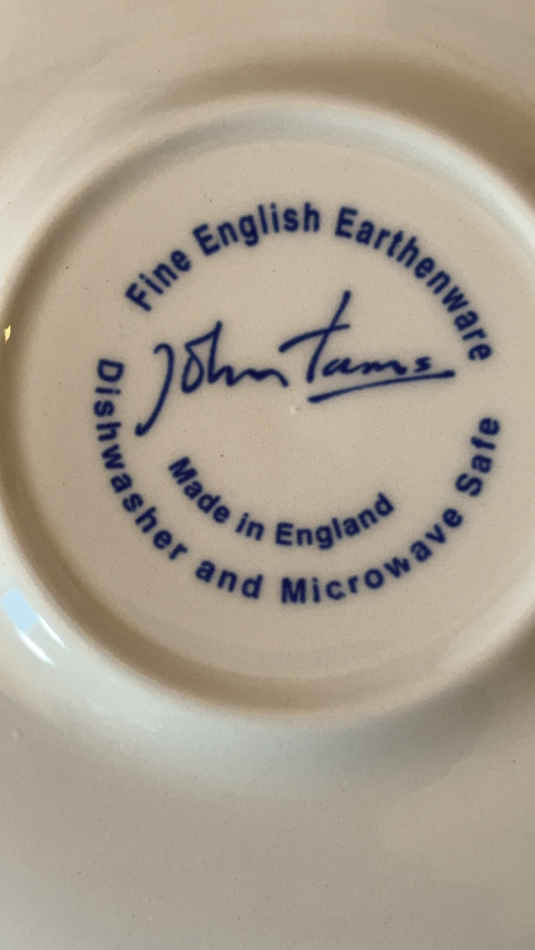 Fine English Earthenware
John Tams
Made in England
Dishwasher and Microwave Safe